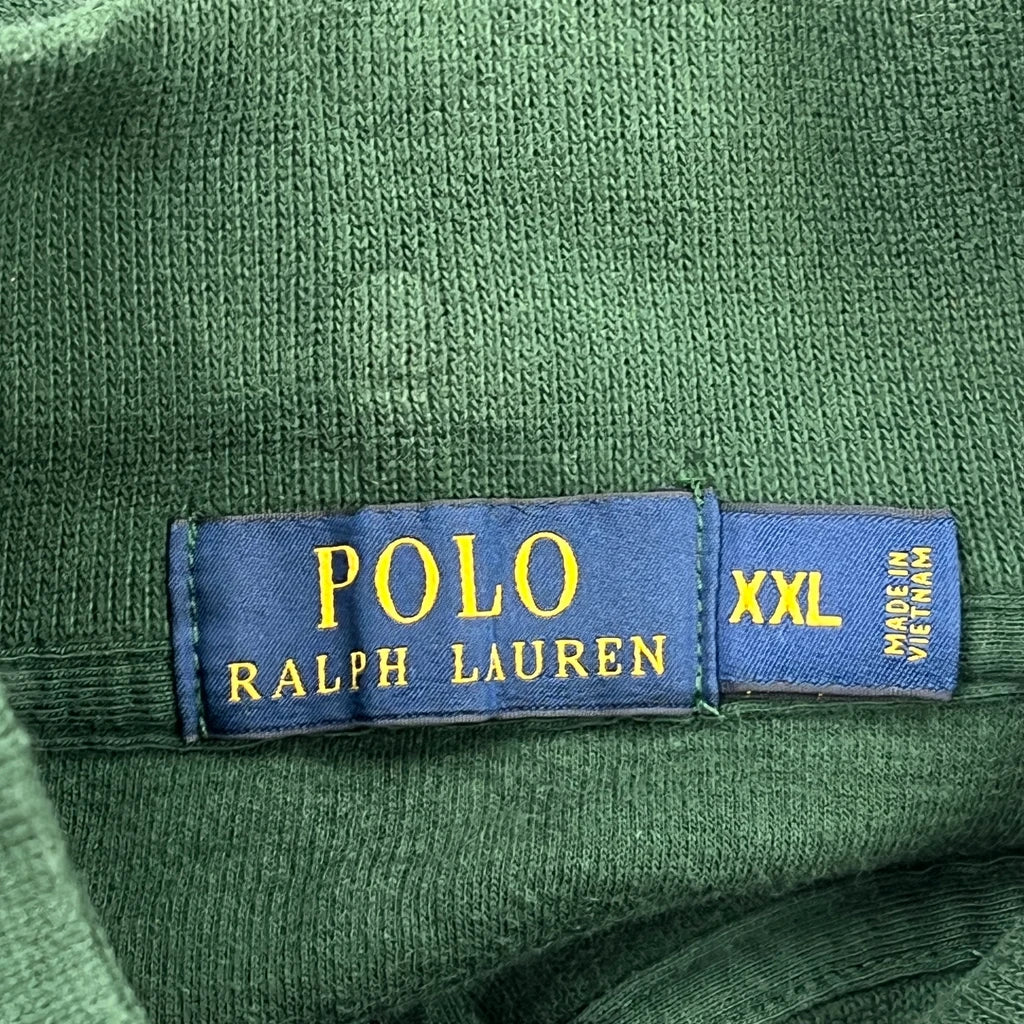 POLO
RALPH LAUREN
XXL
MADE IN
VIETNAM